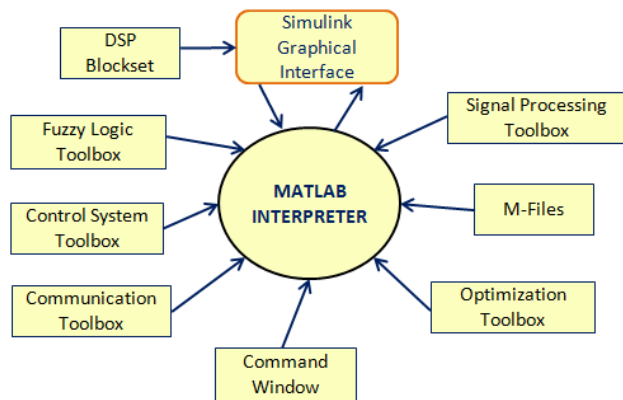 DSP
Blockset
Simulink
Graphical
Interface
Signal Processing
Toolbox
Fuzzy Logic
Toolbox
MATLAB
INTERPRETER
M-Files
Control System
Toolbox
Communication
Toolbox
Optimization
Toolbox
Command
Window